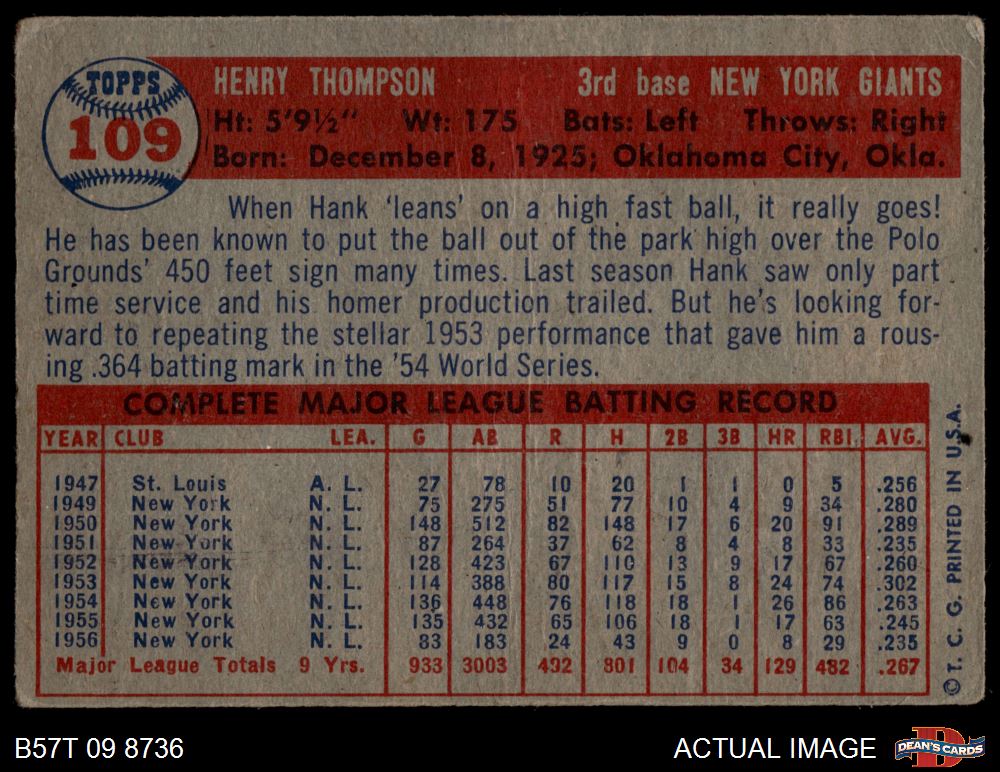 TOPPS
109
HENRY THOMPSON 3rd base NEW YORK GIANTS
Ht: 5'9½" Wt: 175 Bats: Left Throws: Right
Born: December 8, 1925; Oklahoma City, Okla.
When Hank 'leans' on a high fast ball, it really goes!
He has been known to put the ball out of the park high over the Polo
Grounds' 450 feet sign many times. Last season Hank saw only part
time service and his homer production trailed. But he's looking for-
ward to repeating the stellar 1953 performance that gave him a rous-
ing .364 batting mark in the '54 World Series.
COMPLETE MAJOR LEAGUE BATTING RECORD
YEAR CLUB LEA. G AB R H 2B 3B HR RBI AVG.
1947 St. Louis A. L. 27 78 10 20 1 1 0 5 .256
1949 New York N. L. 75 275 51 77 10 4 9 34 .280
1950 New York N. L. 148 512 82 148 17 6 20 91 .289
1951 New York N. L. 87 264 37 62 8 4 8 33 .235
1952 New York N. L. 128 423 67 110 13 9 17 67 .260
1953 New York N. L. 114 388 80 117 15 8 24 74 .302
1954 New York N. L. 136 448 76 118 18 1 26 86 .263
1955 New York N. L. 135 432 65 106 18 1 17 63 .245
1956 New York N. L. 83 183 24 43 9 0 8 29 .235
Major League Totals 9 Yrs. 933 3003 492 801 104 34 129 482 .267
© T. C. G. PRINTED IN U.S.A.
B57T 09 8736
ACTUAL IMAGE
DEAN'S CARDS